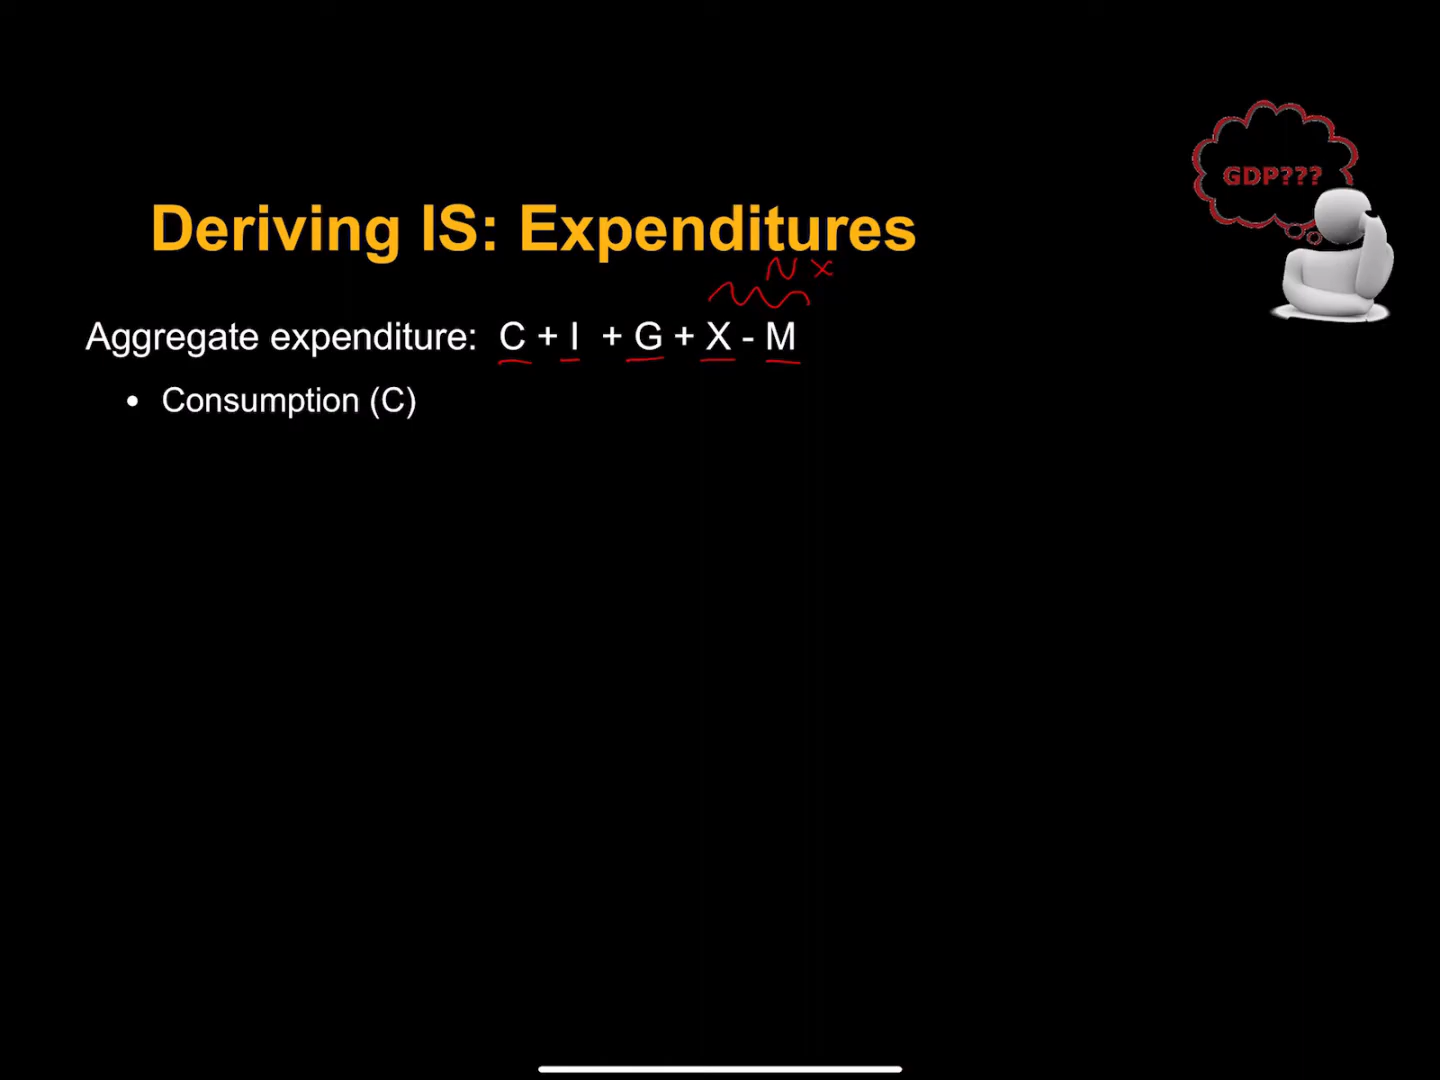 GDP???
Deriving IS: Expenditures
N x
Aggregate expenditure: C + I + G + X - M
• Consumption (C)